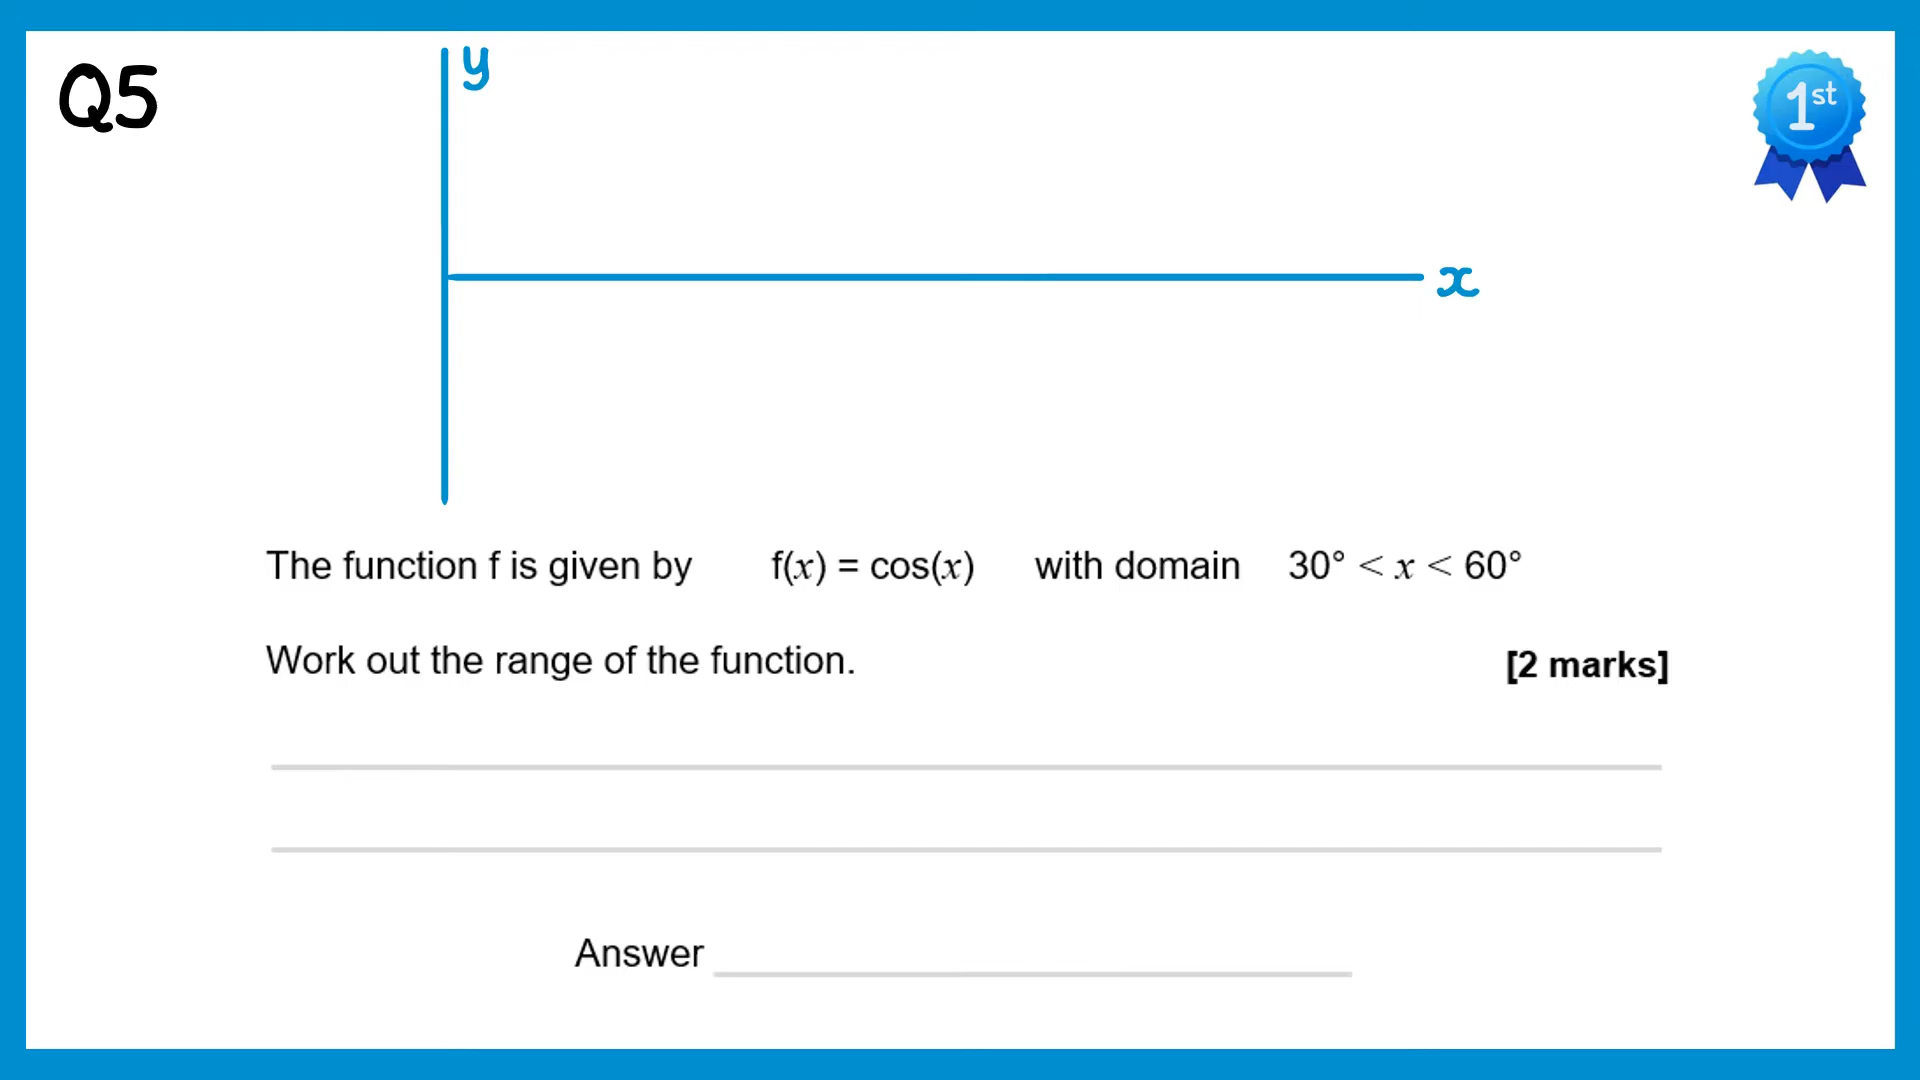 Q5
y
1st
x
The function f is given by f(x) = cos(x) with domain 30° < x < 60°
Work out the range of the function.
[2 marks]
Answer